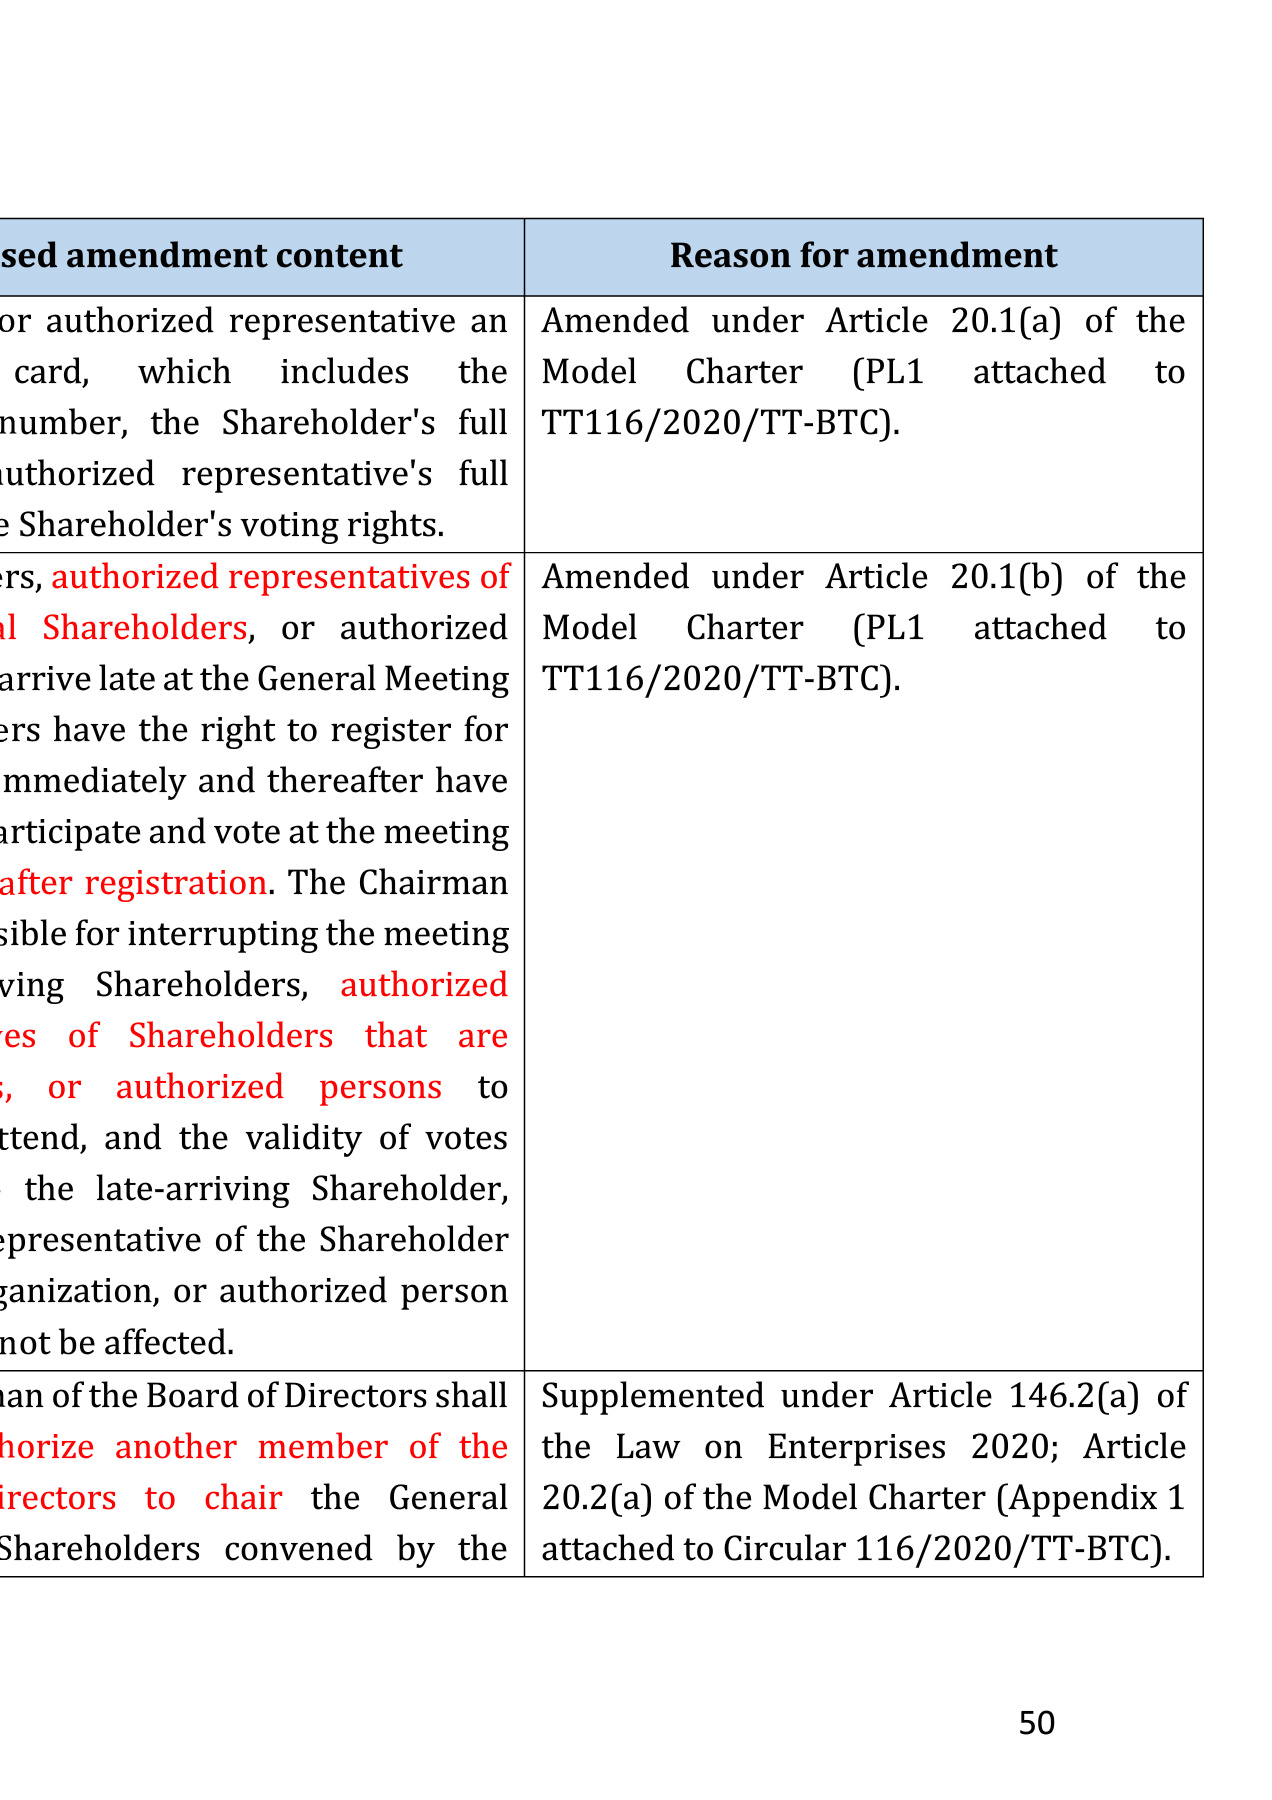 sed amendment content
Reason for amendment
or authorized representative an
card, which includes the
number, the Shareholder's full
uthorized representative's full
e Shareholder's voting rights.
Amended under Article 20.1(a) of the
Model Charter (PL1 attached to
TT116/2020/TT-BTC).
ers, authorized representatives of
al Shareholders, or authorized
arrive late at the General Meeting
ers have the right to register for
mmediately and thereafter have
articipate and vote at the meeting
after registration. The Chairman
sible for interrupting the meeting
ving Shareholders, authorized
ves of Shareholders that are
s, or authorized persons to
ttend, and the validity of votes
the late-arriving Shareholder,
epresentative of the Shareholder
ganization, or authorized person
not be affected.
Amended under Article 20.1(b) of the
Model Charter (PL1 attached to
TT116/2020/TT-BTC).
nan of the Board of Directors shall
horize another member of the
irectors to chair the General
Shareholders convened by the
Supplemented under Article 146.2(a) of
the Law on Enterprises 2020; Article
20.2(a) of the Model Charter (Appendix 1
attached to Circular 116/2020/TT-BTC).
50